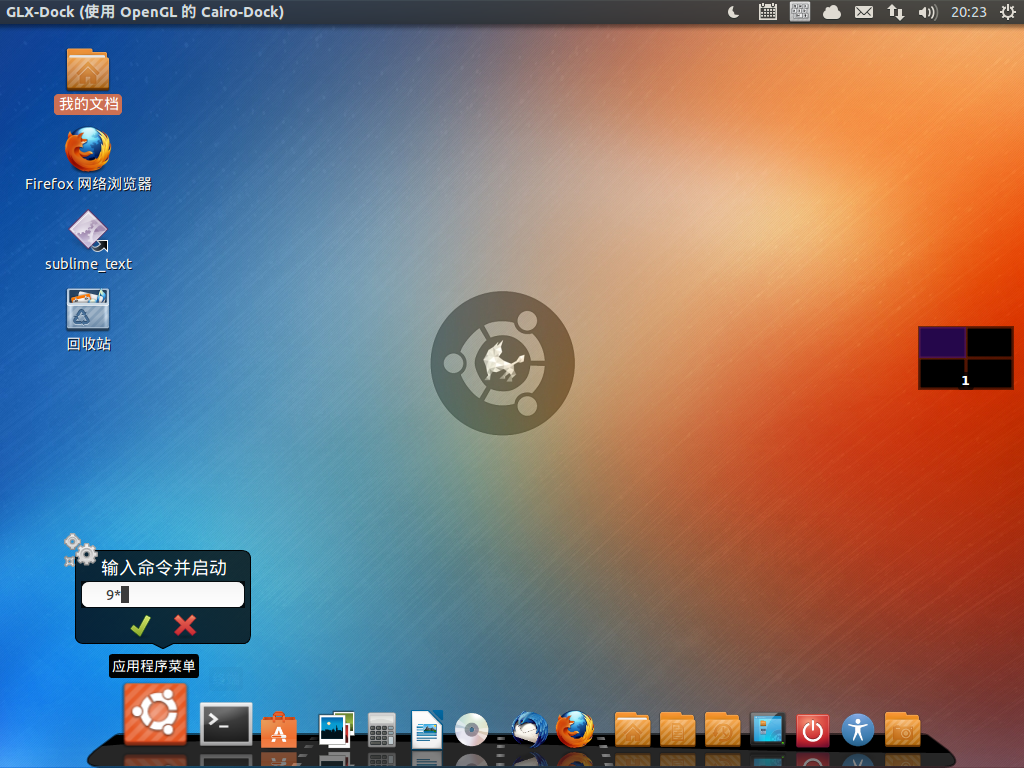 GLX-Dock (使用 OpenGL 的 Cairo-Dock)
20:23
我的文档
Firefox 网络浏览器
sublime_text
回收站
1
输入命令并启动
9*
应用程序菜单
>_